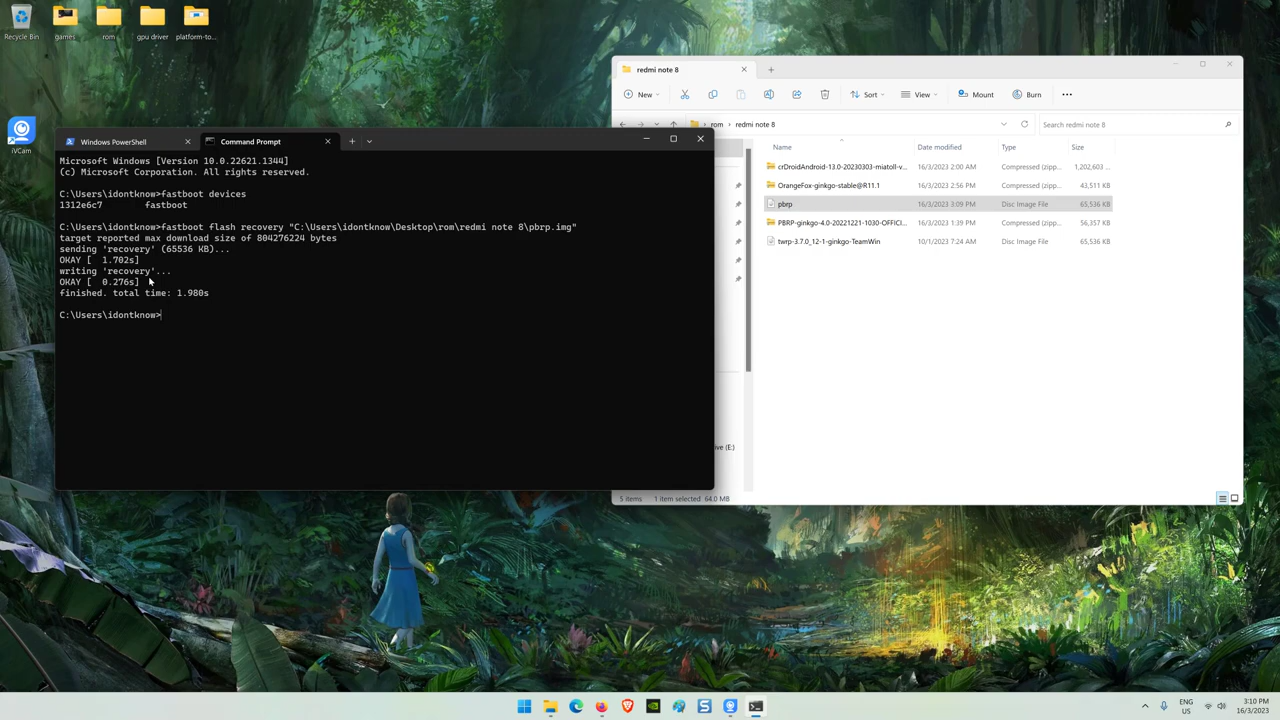 Recycle Bin
games
rom
gpu driver
platform-to...
iVCam
Windows PowerShell
Command Prompt
Microsoft Windows [Version 10.0.22621.1344]
(c) Microsoft Corporation. All rights reserved.
C:\Users\idontknow>fastboot devices
1312e6c7 fastboot
C:\Users\idontknow>fastboot flash recovery "C:\Users\idontknow\Desktop\rom\redmi note 8\pbrp.img"
target reported max download size of 804276224 bytes
sending 'recovery' (65536 KB)...
OKAY [ 1.702s]
writing 'recovery'...
OKAY [ 0.276s]
finished. total time: 1.980s
C:\Users\idontknow>
redmi note 8
New
Sort
View
Mount
Burn
rom
redmi note 8
Search redmi note 8
Name Date modified Type Size
crDroidAndroid-13.0-20230303-miatoll-v... 16/3/2023 2:00 AM Compressed (zipp... 1,202,603 ...
OrangeFox-ginkgo-stable@R11.1 16/3/2023 2:56 PM Compressed (zipp... 43,511 KB
pbrp 16/3/2023 3:09 PM Disc Image File 65,536 KB
PBRP-ginkgo-4.0-20221221-1030-OFFICI... 16/3/2023 3:09 PM Compressed (zipp... 56,357 KB
twrp-3.7.0_12-1-ginkgo-TeamWin 10/1/2023 7:24 AM Disc Image File 65,536 KB
ive (E:)
5 items 1 item selected 64.0 MB
ENG
US
3:10 PM
16/3/2023